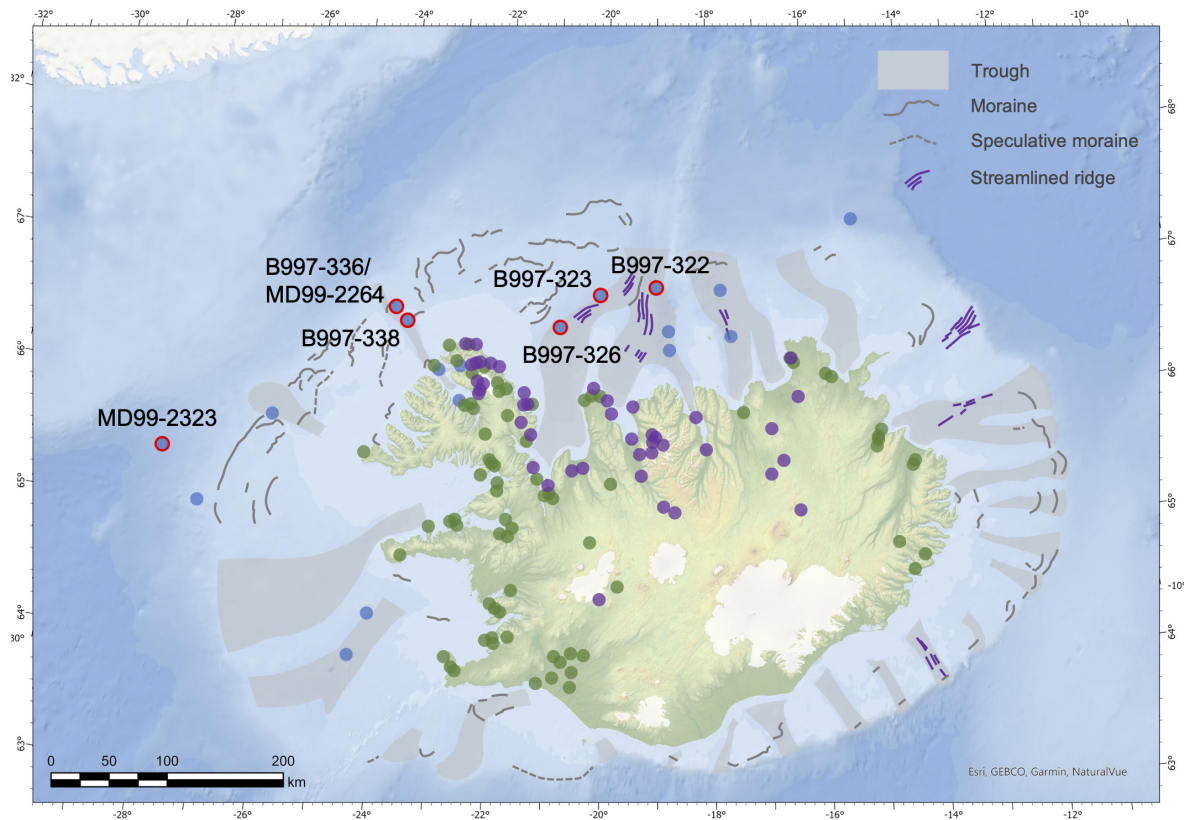 -32° -30° -28° -26° -24° -22° -20° -18° -16° -14° -12° -10°
32°
Trough
Moraine
68°
Speculative moraine
Streamlined ridge
67°
67°
B997-336/
MD99-2264
B997-323
B997-322
B997-338
B997-326
66°
66°
MD99-2323
65°
65°
-10°
64°
30°
64°
63°
63°
0 50 100 200
km
Esri, GEBCO, Garmin, NaturalVue
-28° -26° -24° -22° -20° -18° -16° -14° -12°